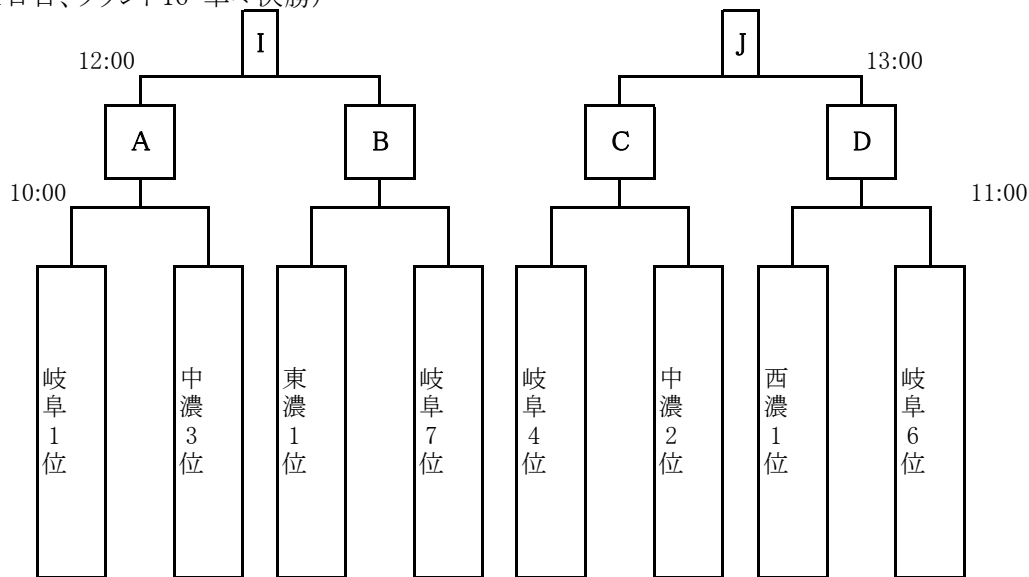 I
J
12:00
13:00
A
B
C
D
10:00
11:00
岐阜1位
中濃3位
東濃1位
岐阜7位
岐阜4位
中濃2位
西濃1位
岐阜6位